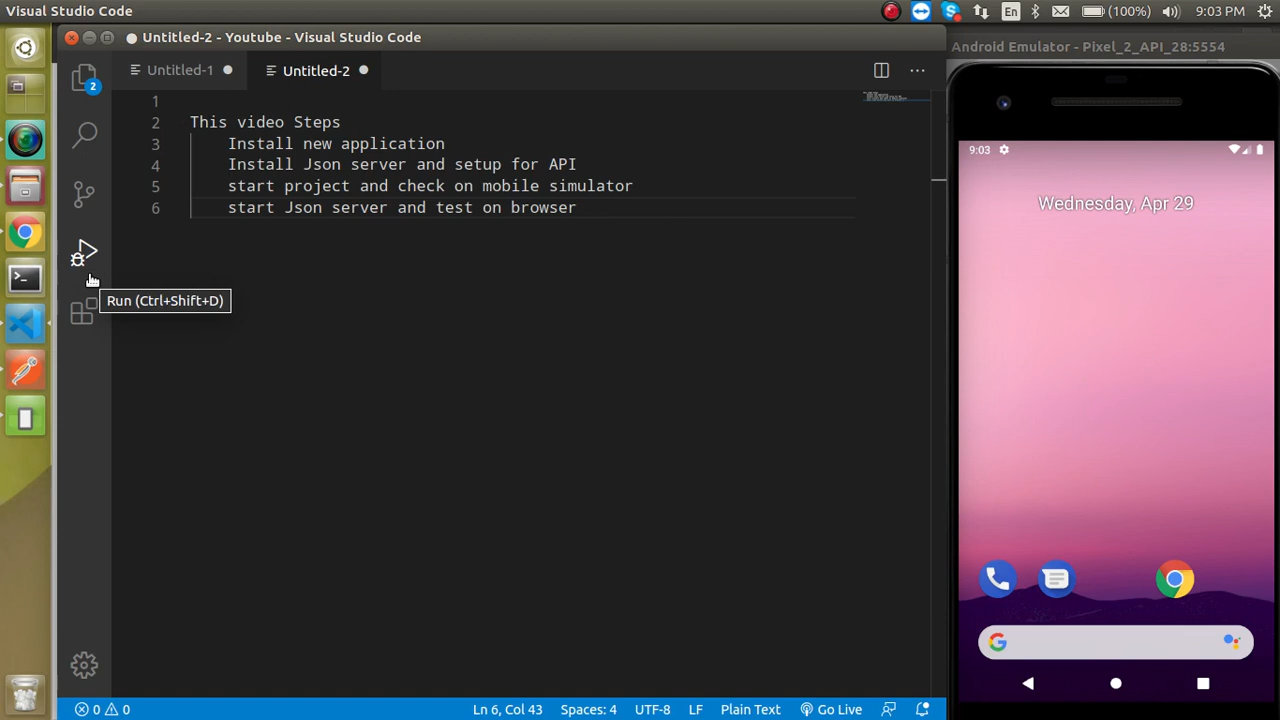 Visual Studio Code
En
(100%)
9:03 PM
Untitled-2 - Youtube - Visual Studio Code
Android Emulator - Pixel_2_API_28:5554
Untitled-1
Untitled-2
2
1
2 This video Steps
3 Install new application
4 Install Json server and setup for API
5 start project and check on mobile simulator
6 start Json server and test on browser
Run (Ctrl+Shift+D)
9:03
Wednesday, Apr 29
0 0
Ln 6, Col 43
Spaces: 4
UTF-8
LF
Plain Text
Go Live